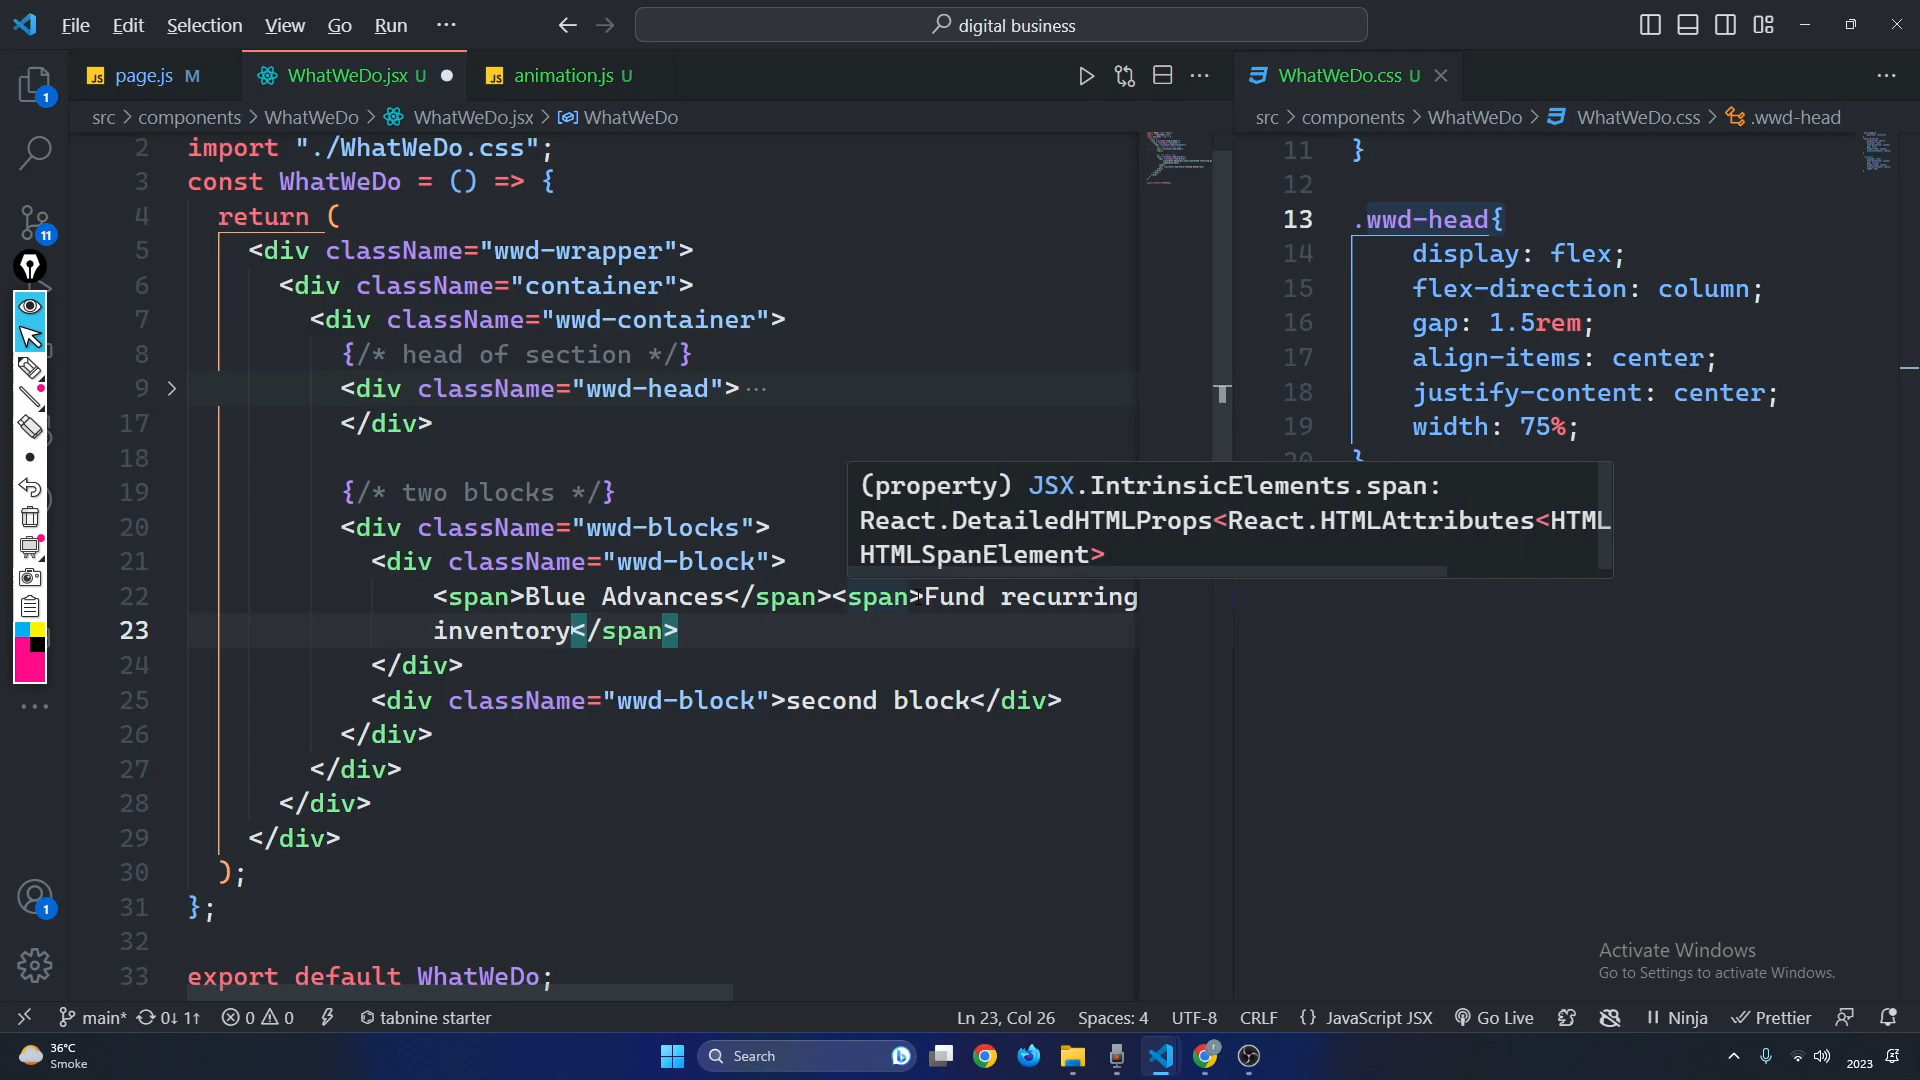 File Edit Selection View Go Run ···
digital business
page.js M
WhatWeDo.jsx U
animation.js U
WhatWeDo.css U
src > components > WhatWeDo > WhatWeDo.jsx > WhatWeDo
src > components > WhatWeDo > WhatWeDo.css > .wwd-head
2 import "./WhatWeDo.css";
3 const WhatWeDo = () => {
4 return (
5 <div className="wwd-wrapper">
6 <div className="container">
7 <div className="wwd-container">
8 {/* head of section */}
9 <div className="wwd-head">···
17 </div>
18
19 {/* two blocks */}
20 <div className="wwd-blocks">
21 <div className="wwd-block">
22 <span>Blue Advances</span><span>Fund recurring
23 inventory</span>
24 </div>
25 <div className="wwd-block">second block</div>
26 </div>
27 </div>
28 </div>
29 </div>
30 );
31 };
32
33 export default WhatWeDo;
11 }
12
13 .wwd-head{
14 display: flex;
15 flex-direction: column;
16 gap: 1.5rem;
17 align-items: center;
18 justify-content: center;
19 width: 75%;
20 }
(property) JSX.IntrinsicElements.span:
React.DetailedHTMLProps<React.HTMLAttributes<HTML
HTMLSpanElement>
1
11
1
Activate Windows
Go to Settings to activate Windows.
main* 0↓ 1↑ 0 0 tabnine starter
Ln 23, Col 26 Spaces: 4 UTF-8 CRLF {} JavaScript JSX Go Live Ninja Prettier
36°C
Smoke
Search
2023